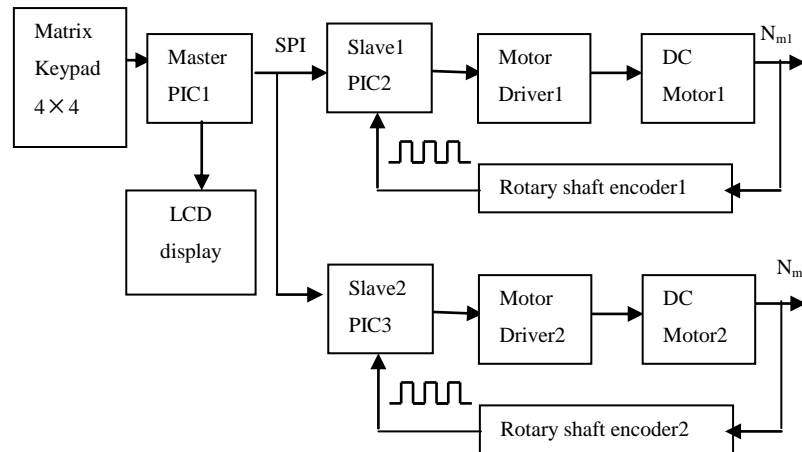 Matrix
Keypad
4×4
Master
PIC1
SPI
Slave1
PIC2
Motor
Driver1
DC
Motor1
Nm1
Rotary shaft encoder1
LCD
display
Slave2
PIC3
Motor
Driver2
DC
Motor2
Nm
Rotary shaft encoder2